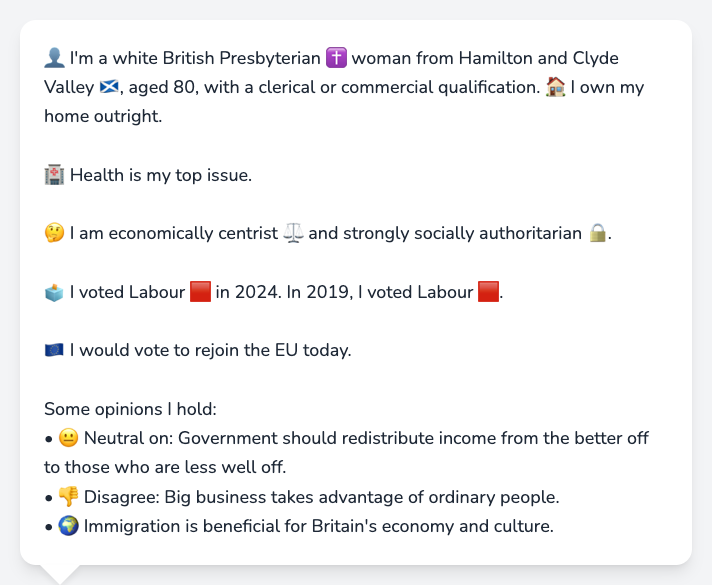 👤 I'm a white British Presbyterian ✝️ woman from Hamilton and Clyde
Valley 🏴󠁧󠁢󠁳󠁣󠁴󠁿, aged 80, with a clerical or commercial qualification. 🏠 I own my
home outright.
🏥 Health is my top issue.
🤔 I am economically centrist ⚖️ and strongly socially authoritarian 🔒.
🗳️ I voted Labour 🟥 in 2024. In 2019, I voted Labour 🟥.
🇪🇺 I would vote to rejoin the EU today.
Some opinions I hold:
• 😐 Neutral on: Government should redistribute income from the better off
to those who are less well off.
• 👎 Disagree: Big business takes advantage of ordinary people.
• 🌍 Immigration is beneficial for Britain's economy and culture.